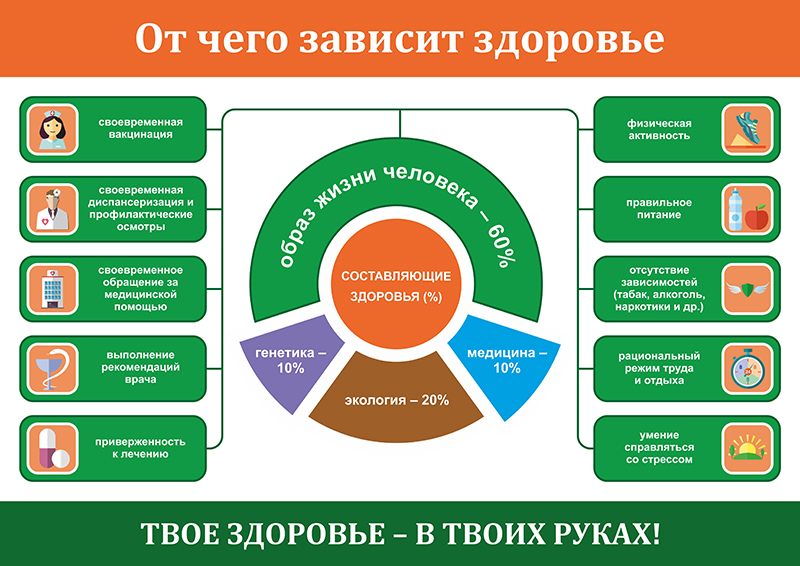 От чего зависит здоровье
своевременная
вакцинация
своевременная
диспансеризация и
профилактические
осмотры
своевременное
обращение за
медицинской
помощью
выполнение
рекомендаций
врача
приверженность
к лечению
образ жизни человека – 60%
СОСТАВЛЯЮЩИЕ
ЗДОРОВЬЯ (%)
генетика –
10%
экология – 20%
медицина –
10%
физическая
активность
правильное
питание
отсутствие
зависимостей
(табак, алкоголь,
наркотики и др.)
рациональный
режим труда
и отдыха
умение
справляться
со стрессом
ТВОЕ ЗДОРОВЬЕ – В ТВОИХ РУКАХ!